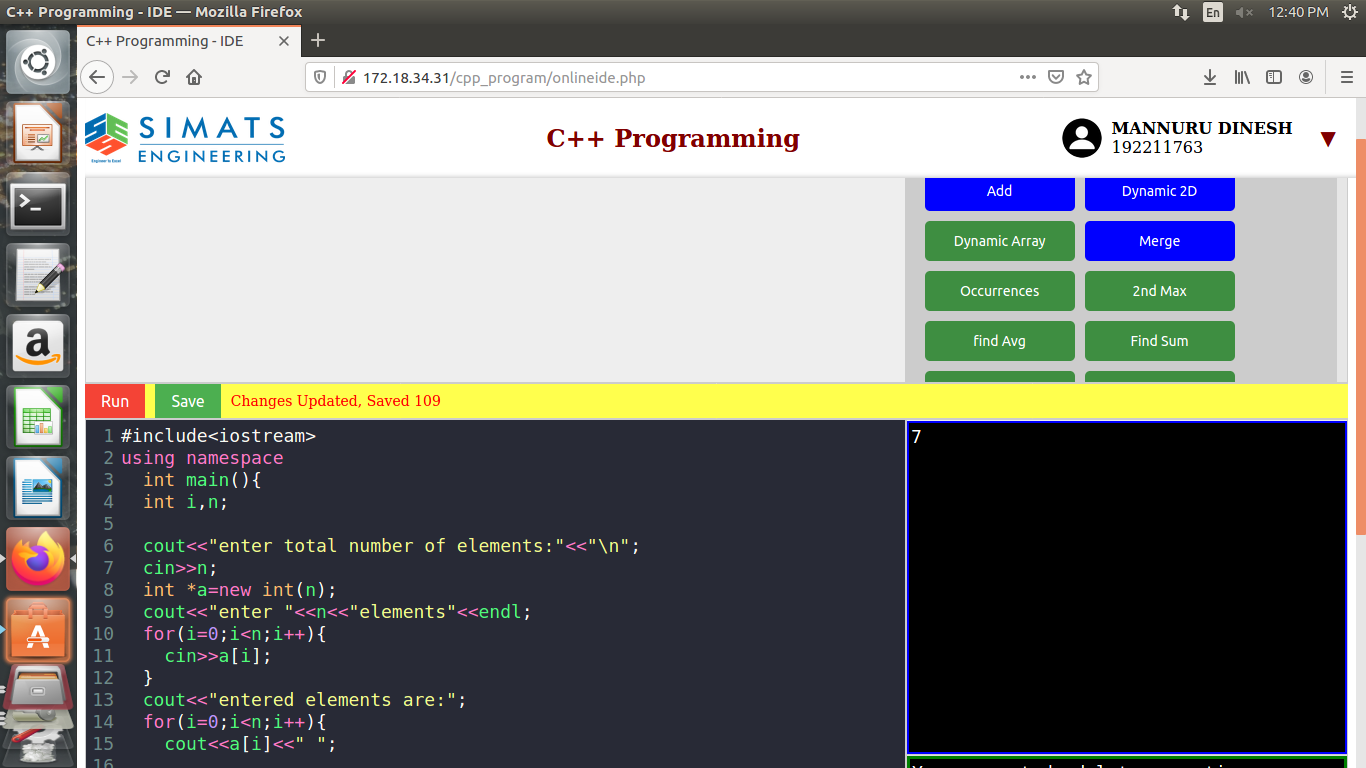 C++ Programming - IDE — Mozilla Firefox
En
12:40 PM
C++ Programming - IDE
172.18.34.31/cpp_program/onlineide.php
SIMATS
ENGINEERING
Engineer to Excel
C++ Programming
MANNURU DINESH
192211763
Add
Dynamic 2D
Dynamic Array
Merge
Occurrences
2nd Max
find Avg
Find Sum
Run
Save
Changes Updated, Saved 109
1 #include<iostream>
2 using namespace
3 int main(){
4 int i,n;
5
6 cout<<"enter total number of elements:"<<"\n";
7 cin>>n;
8 int *a=new int(n);
9 cout<<"enter "<<n<<"elements"<<endl;
10 for(i=0;i<n;i++){
11 cin>>a[i];
12 }
13 cout<<"entered elements are:";
14 for(i=0;i<n;i++){
15 cout<<a[i]<<" ";
16
7